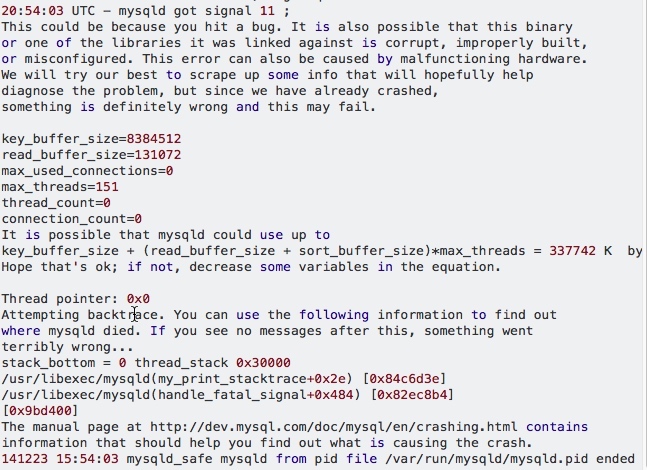 20:54:03 UTC – mysqld got signal 11 ;
This could be because you hit a bug. It is also possible that this binary
or one of the libraries it was linked against is corrupt, improperly built,
or misconfigured. This error can also be caused by malfunctioning hardware.
We will try our best to scrape up some info that will hopefully help
diagnose the problem, but since we have already crashed,
something is definitely wrong and this may fail.
key_buffer_size=8384512
read_buffer_size=131072
max_used_connections=0
max_threads=151
thread_count=0
connection_count=0
It is possible that mysqld could use up to
key_buffer_size + (read_buffer_size + sort_buffer_size)*max_threads = 337742 K by
Hope that's ok; if not, decrease some variables in the equation.
Thread pointer: 0x0
Attempting backtrace. You can use the following information to find out
where mysqld died. If you see no messages after this, something went
terribly wrong...
stack_bottom = 0 thread_stack 0x30000
/usr/libexec/mysqld(my_print_stacktrace+0x2e) [0x84c6d3e]
/usr/libexec/mysqld(handle_fatal_signal+0x484) [0x82ec8b4]
[0x9bd400]
The manual page at http://dev.mysql.com/doc/mysql/en/crashing.html contains
information that should help you find out what is causing the crash.
141223 15:54:03 mysqld_safe mysqld from pid file /var/run/mysqld/mysqld.pid ended